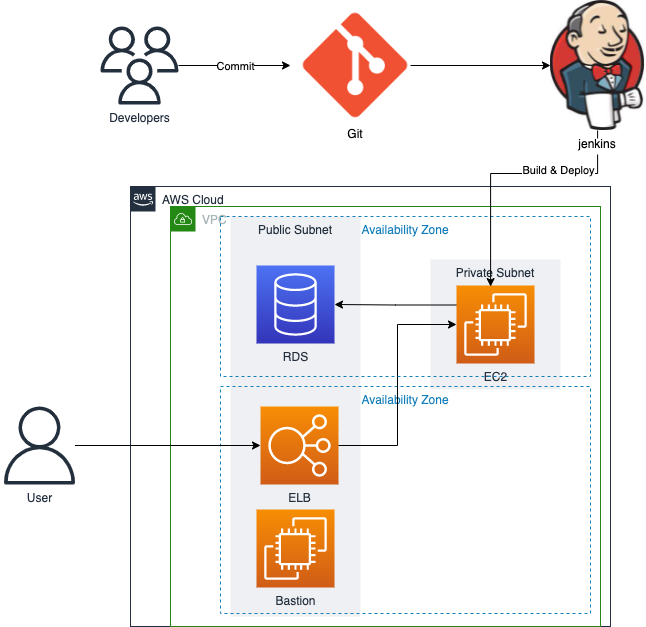 Commit
Developers
Git
jenkins
Build & Deploy
aws
AWS Cloud
VPC
Public Subnet
Availability Zone
Private Subnet
RDS
EC2
Availability Zone
User
ELB
Bastion